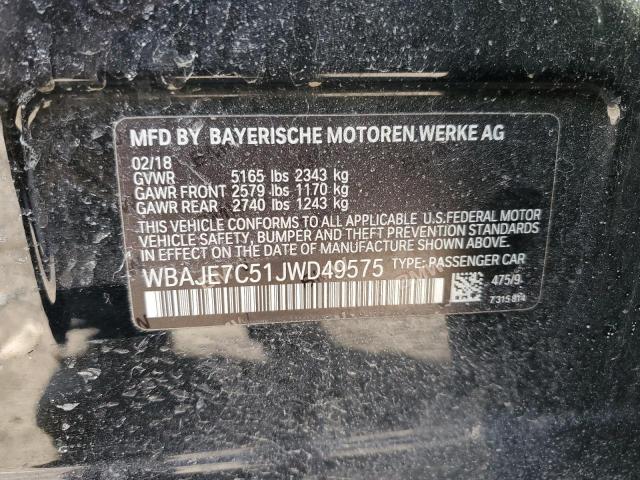 MFD BY BAYERISCHE MOTOREN WERKE AG
02/18
GVWR 5165 lbs 2343 kg
GAWR FRONT 2579 lbs 1170 kg
GAWR REAR 2740 lbs 1243 kg
THIS VEHICLE CONFORMS TO ALL APPLICABLE U.S.FEDERAL MOTOR
VEHICLE SAFETY, BUMPER, AND THEFT PREVENTION STANDARDS
IN EFFECT ON THE DATE OF MANUFACTURE SHOWN ABOVE.
WBAJE7C51JWD49575 TYPE: PASSENGER CAR
475/9
7315814